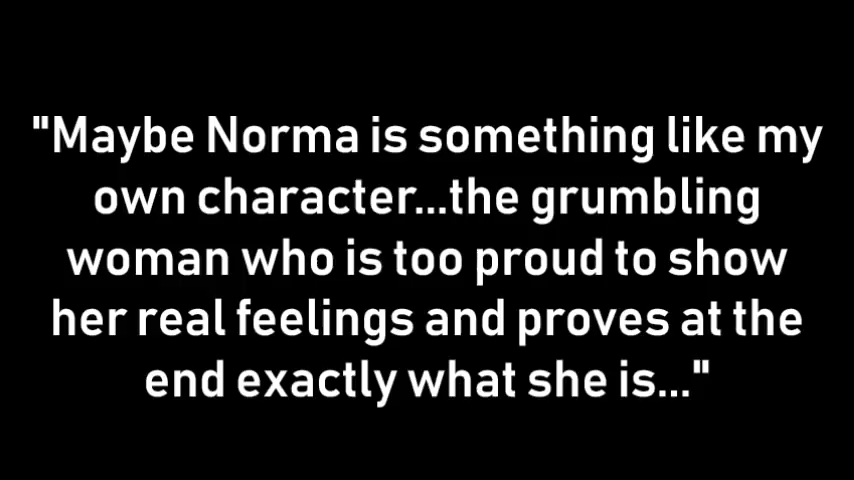 "Maybe Norma is something like my
own character...the grumbling
woman who is too proud to show
her real feelings and proves at the
end exactly what she is..."